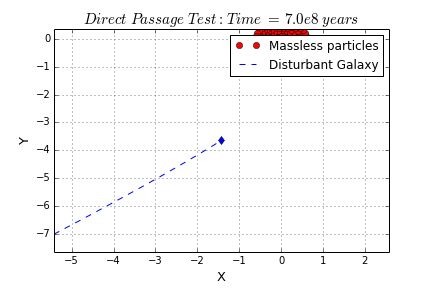 Direct Passage Test : Time = 7.0e8 years
0
Massless particles
Disturbant Galaxy
−1
−2
−3
−4
−5
−6
−7
Y
−5 −4 −3 −2 −1 0 1 2
X